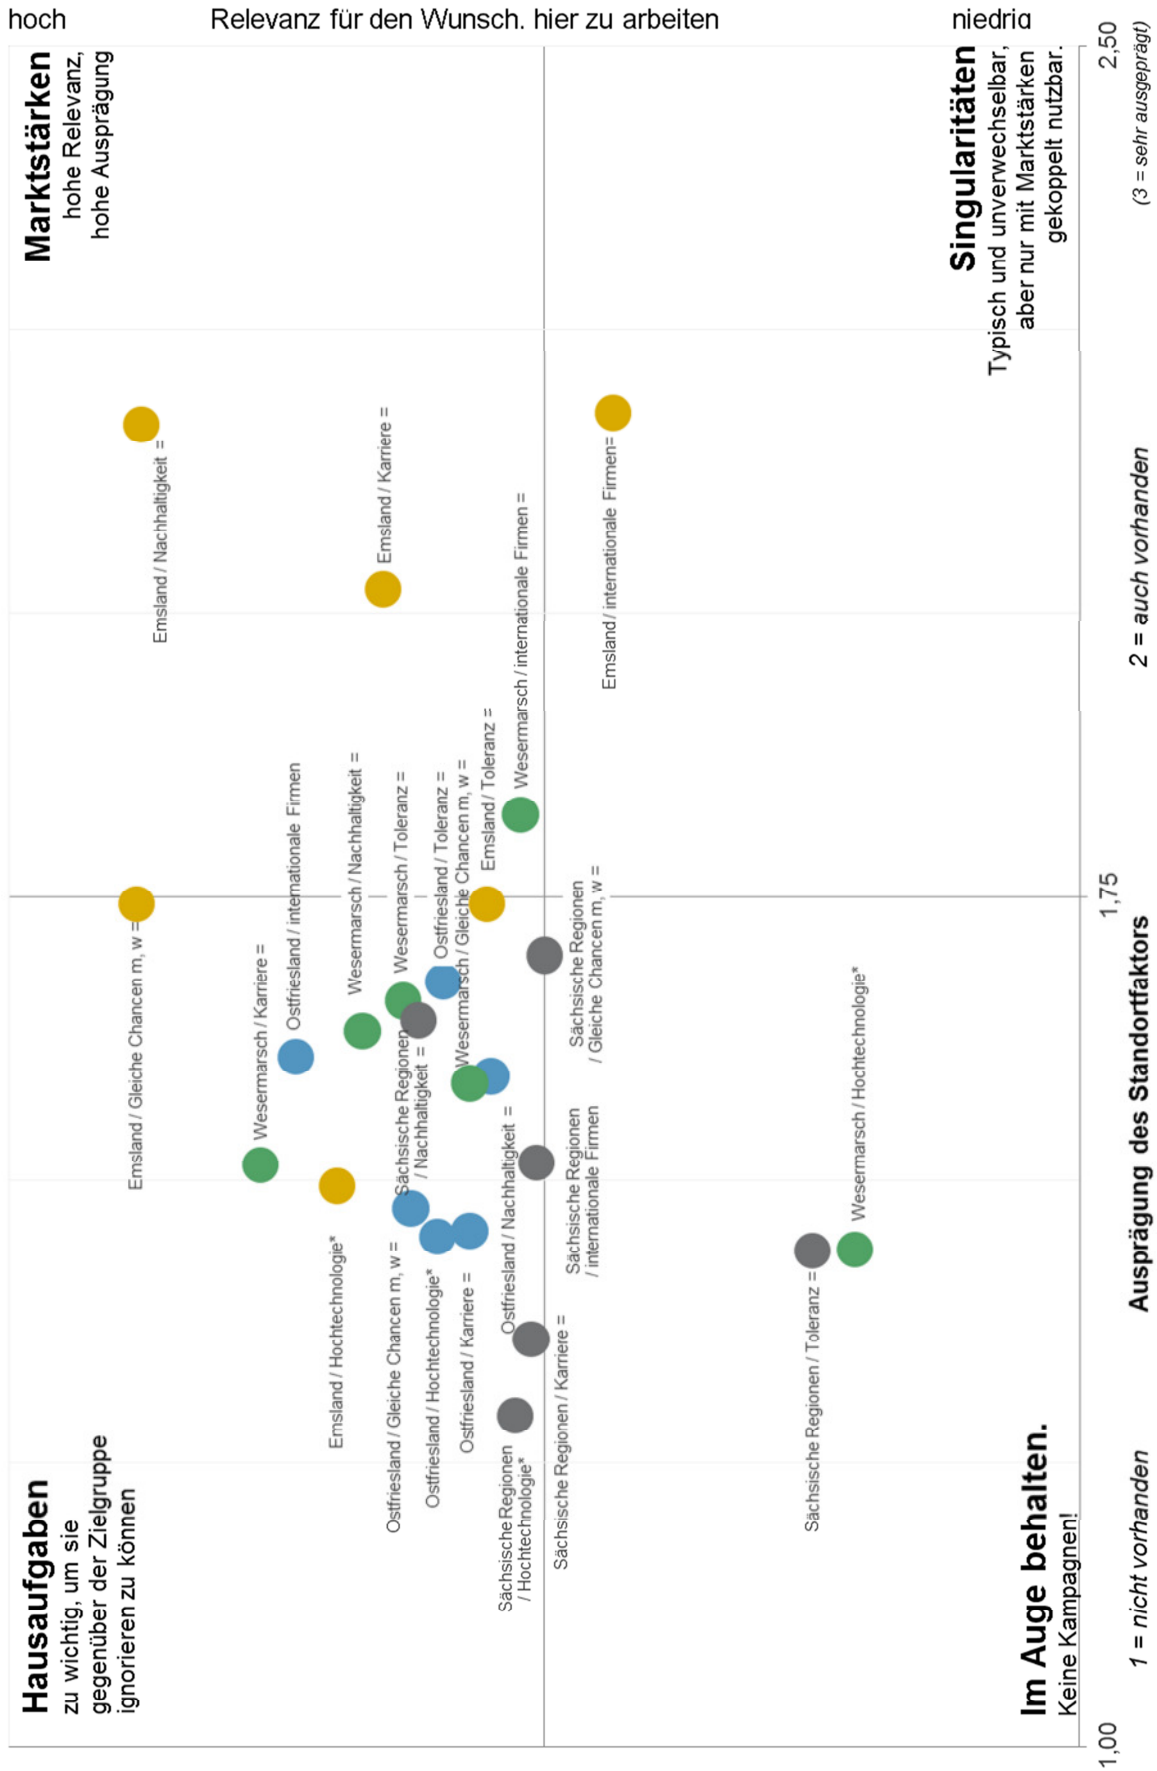 hoch
Relevanz für den Wunsch. hier zu arbeiten
niedrig
Hausaufgaben
zu wichtig, um sie
gegenüber der Zielgruppe
ignorieren zu können
Marktstärken
hohe Relevanz,
hohe Ausprägung
Emsland / Gleiche Chancen m, w =
Emsland / Nachhaltigkeit =
Wesermarsch / Karriere =
Ostfriesland / internationale Firmen
Emsland / Hochtechnologie*
Wesermarsch / Nachhaltigkeit =
Emsland / Karriere =
Ostfriesland / Gleiche Chancen m, w =
Sächsische Regionen
/ Nachhaltigkeit =
Wesermarsch / Toleranz =
Ostfriesland / Hochtechnologie*
Ostfriesland / Toleranz =
Ostfriesland / Karriere =
Wesermarsch / Gleiche Chancen m, w =
Emsland / Toleranz =
Sächsische Regionen
/ Hochtechnologie*
Ostfriesland / Nachhaltigkeit =
Wesermarsch / internationale Firmen =
Sächsische Regionen / Karriere =
Sächsische Regionen
/ internationale Firmen
Sächsische Regionen
/ Gleiche Chancen m, w =
Emsland / internationale Firmen=
Sächsische Regionen / Toleranz =
Wesermarsch / Hochtechnologie*
Im Auge behalten.
Keine Kampagnen!
Singularitäten
Typisch und unverwechselbar,
aber nur mit Marktstärken
gekoppelt nutzbar.
1,00
1,75
2,50
1 = nicht vorhanden
Ausprägung des Standortfaktors
2 = auch vorhanden
(3 = sehr ausgeprägt)